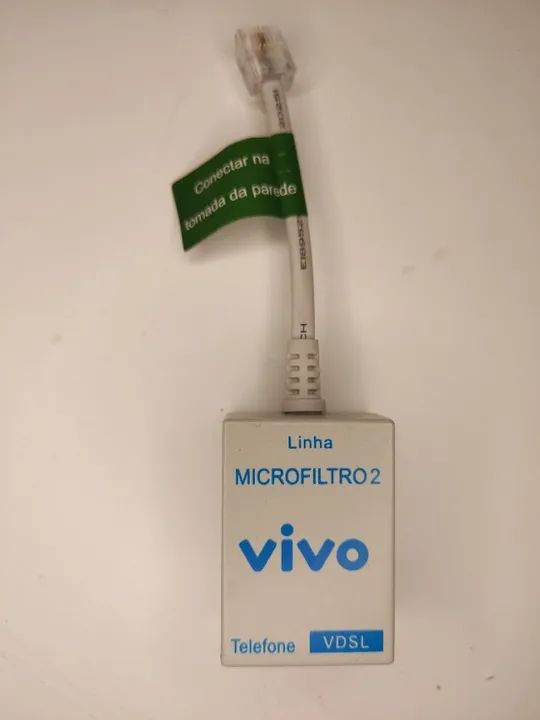 Conectar na
tomada da parede
Linha
MICROFILTRO 2
vivo
Telefone VDSL